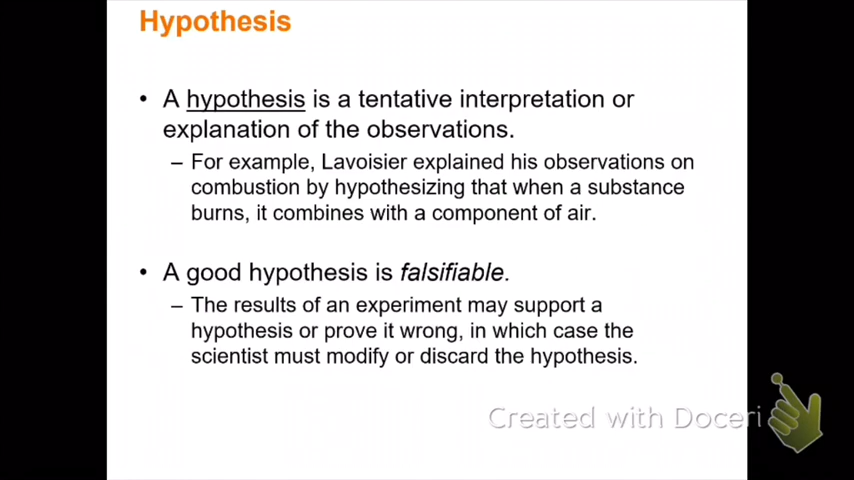 Hypothesis
• A hypothesis is a tentative interpretation or
explanation of the observations.
– For example, Lavoisier explained his observations on
combustion by hypothesizing that when a substance
burns, it combines with a component of air.
• A good hypothesis is falsifiable.
– The results of an experiment may support a
hypothesis or prove it wrong, in which case the
scientist must modify or discard the hypothesis.
Created with Doceri